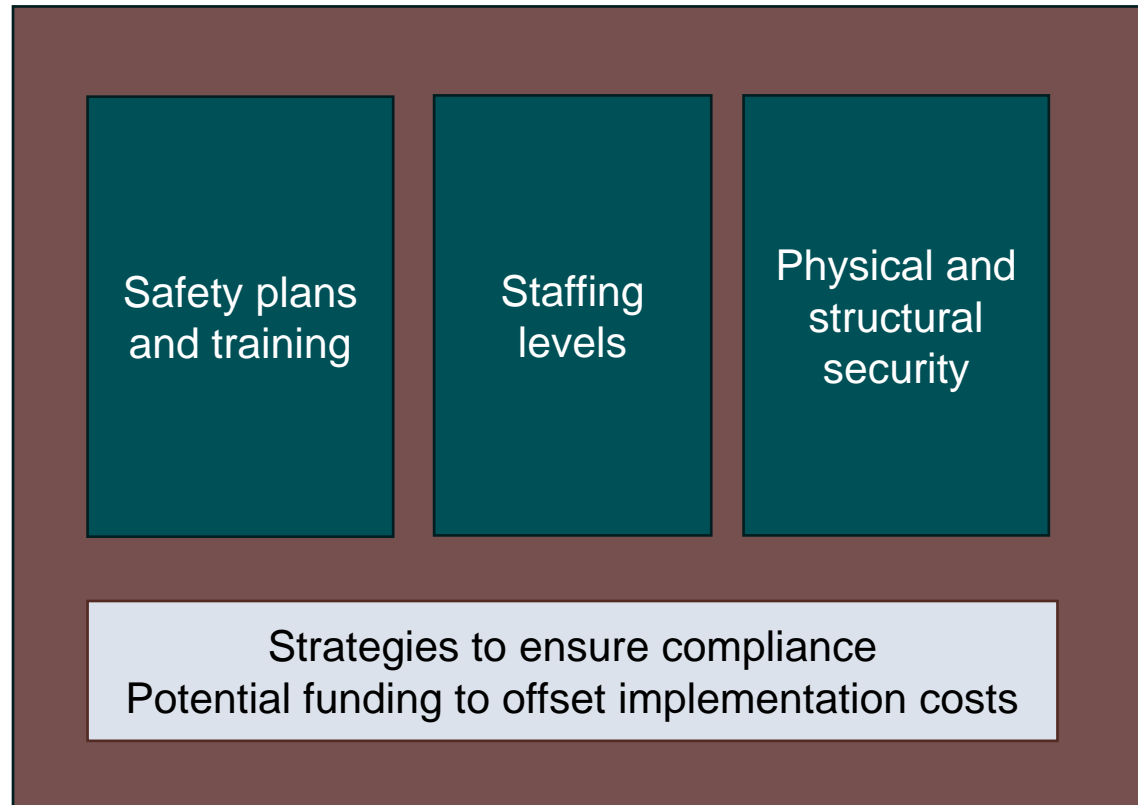 Safety plans
and training
Staffing
levels
Physical and
structural
security
Strategies to ensure compliance
Potential funding to offset implementation costs